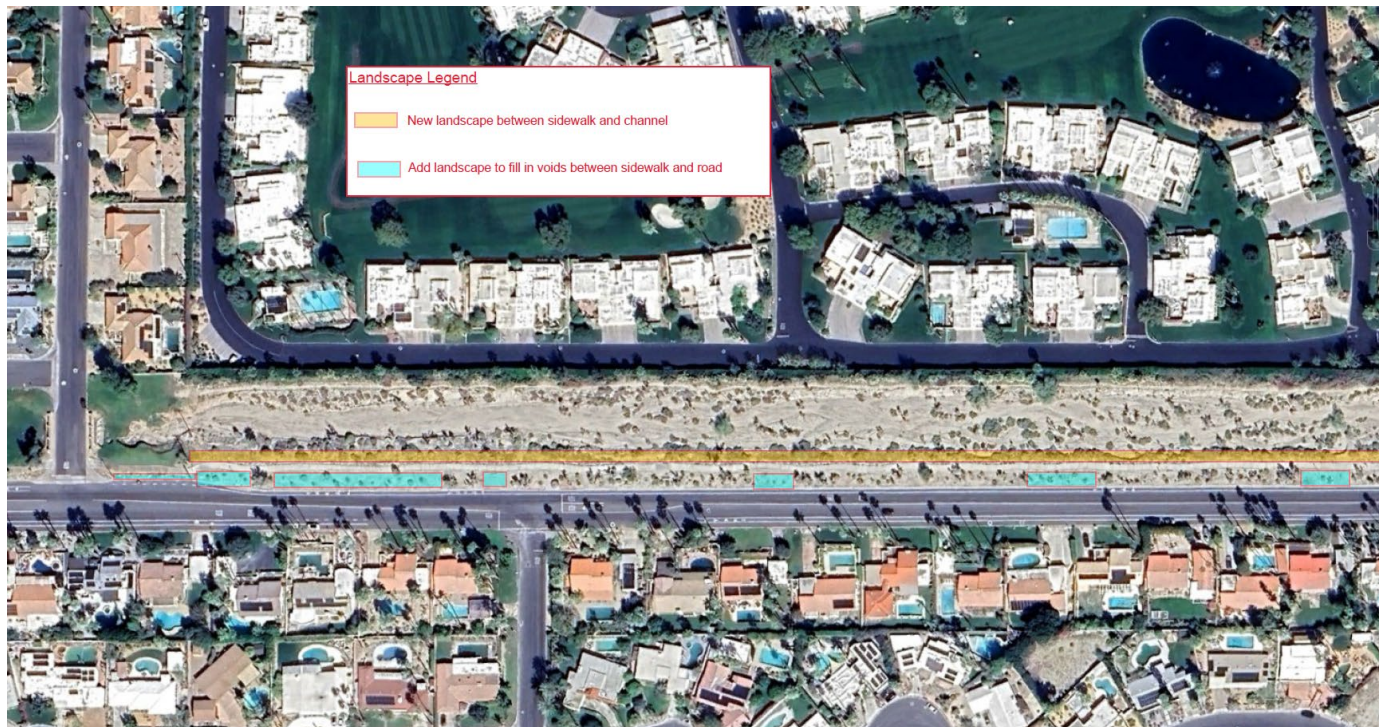 Landscape Legend
New landscape between sidewalk and channel
Add landscape to fill in voids between sidewalk and road